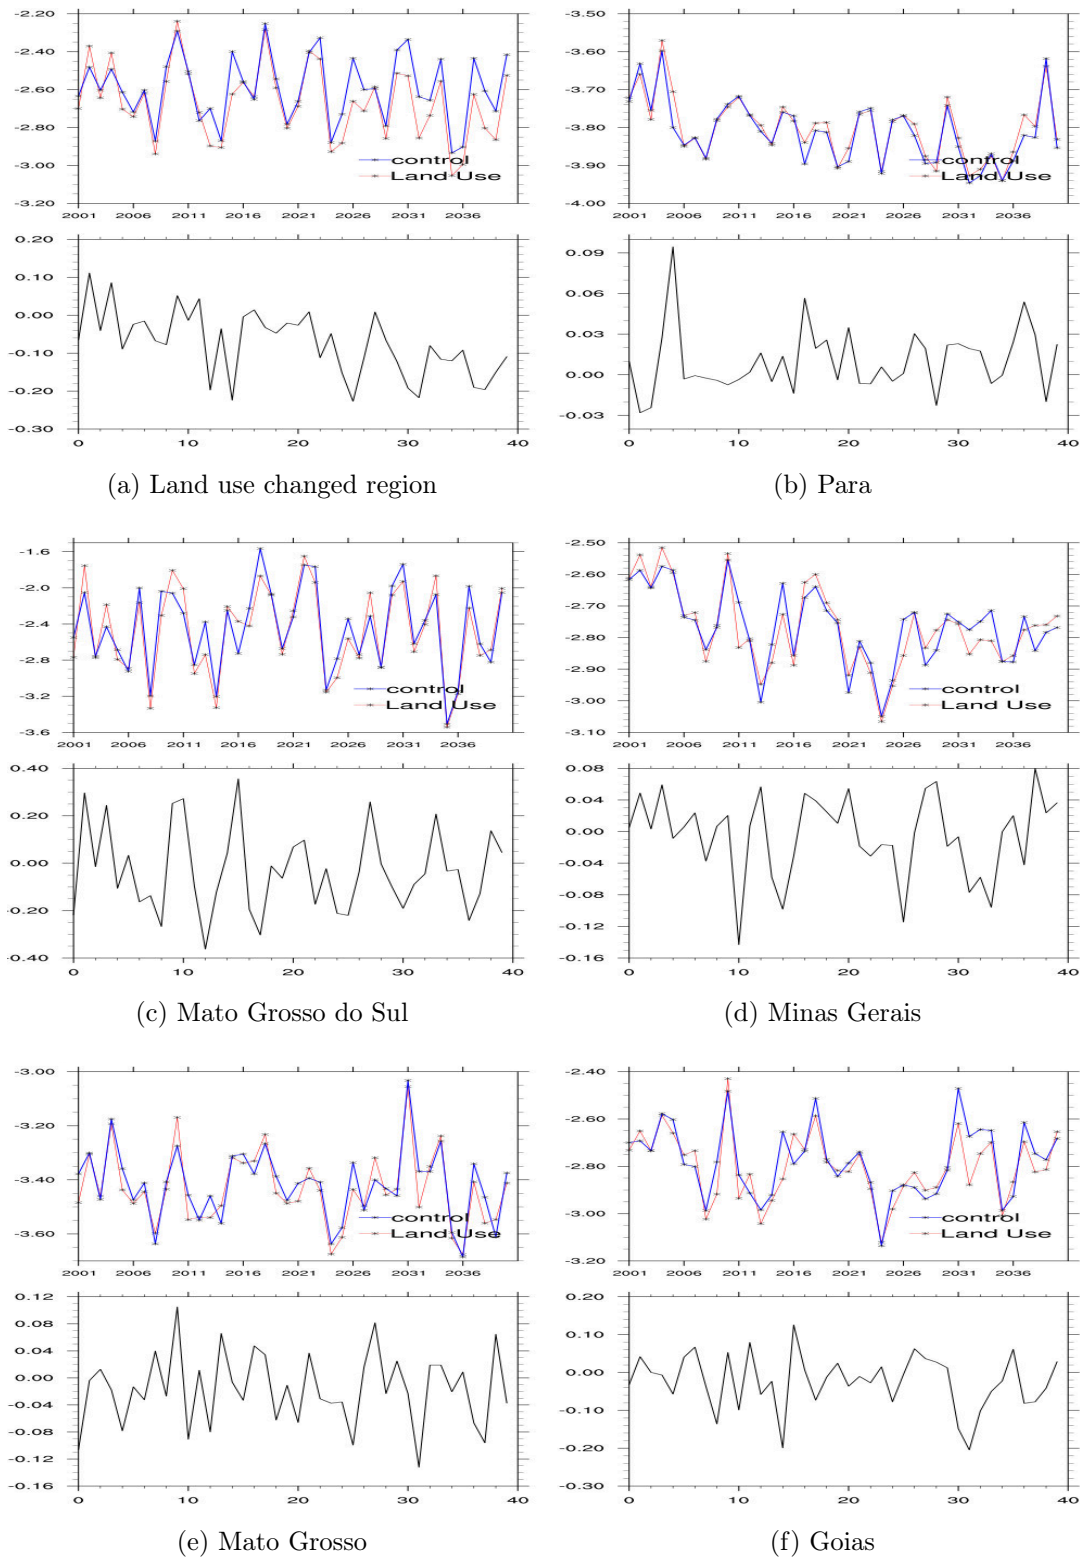 -2.20
-2.40
-2.60
-2.80
-3.00
-3.20
control
Land Use
2001 2006 2011 2016 2021 2026 2031 2036
0.20
0.10
0.00
-0.10
-0.20
-0.30
0 10 20 30 40
(a) Land use changed region
-3.50
-3.60
-3.70
-3.80
-3.90
-4.00
control
Land Use
2001 2006 2011 2016 2021 2026 2031 2036
0.09
0.06
0.03
0.00
-0.03
0 10 20 30 40
(b) Para
-1.6
-2.0
-2.4
-2.8
-3.2
-3.6
control
Land Use
2001 2006 2011 2016 2021 2026 2031 2036
0.40
0.20
0.00
-0.20
-0.40
0 10 20 30 40
(c) Mato Grosso do Sul
-2.50
-2.60
-2.70
-2.80
-2.90
-3.00
-3.10
control
Land Use
2001 2006 2011 2016 2021 2026 2031 2036
0.08
0.04
0.00
-0.04
-0.08
-0.12
-0.16
0 10 20 30 40
(d) Minas Gerais
-3.00
-3.20
-3.40
-3.60
control
Land Use
2001 2006 2011 2016 2021 2026 2031 2036
0.12
0.08
0.04
0.00
-0.04
-0.08
-0.12
-0.16
0 10 20 30 40
(e) Mato Grosso
-2.40
-2.60
-2.80
-3.00
-3.20
control
Land Use
2001 2006 2011 2016 2021 2026 2031 2036
0.20
0.10
0.00
-0.10
-0.20
-0.30
0 10 20 30 40
(f) Goias